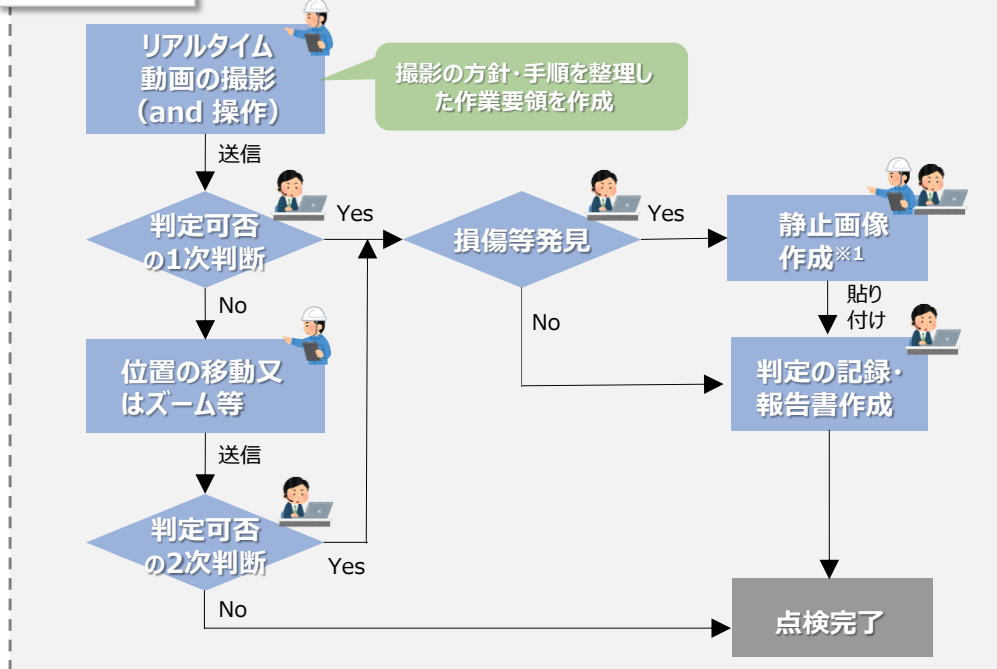 リアルタイム
動画の撮影
（and 操作）
撮影の方針・手順を整理し
た作業要領を作成
送信
判定可否
の1次判断
Yes
損傷等発見
Yes
静止画像
作成※1
No
No
貼り
付け
位置の移動又
はズーム等
判定の記録・
報告書作成
送信
判定可否
の2次判断
Yes
No
点検完了